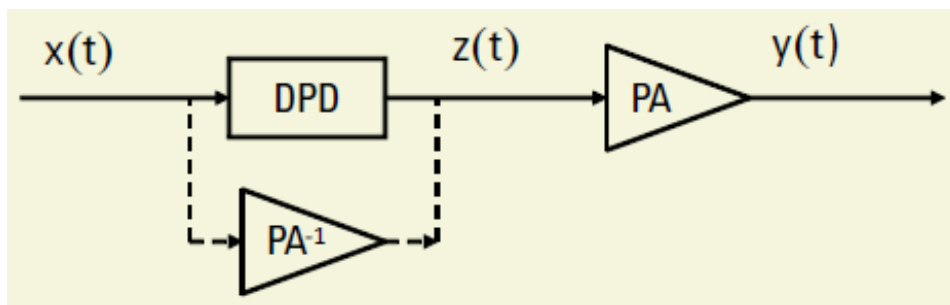 x(t)
z(t)
y(t)
DPD
PA
PA-1